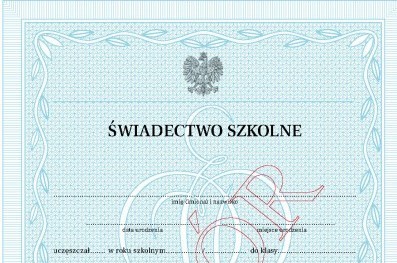 ŚWIADECTWO SZKOLNE
imię (imiona) i nazwisko
data urodzenia
miejsce urodzenia
uczęszczał...... w roku szkolnym............/............ do klasy